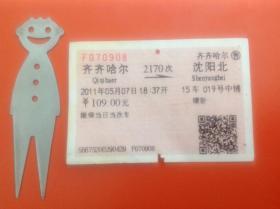 F070908
齐齐哈尔 售
齐齐哈尔 2170次 沈阳北
Qiqihaer Shenyangbei
2011年05月07日 18:37开 15车 019号中铺
¥109.00元
限乘当日当次车
F070908